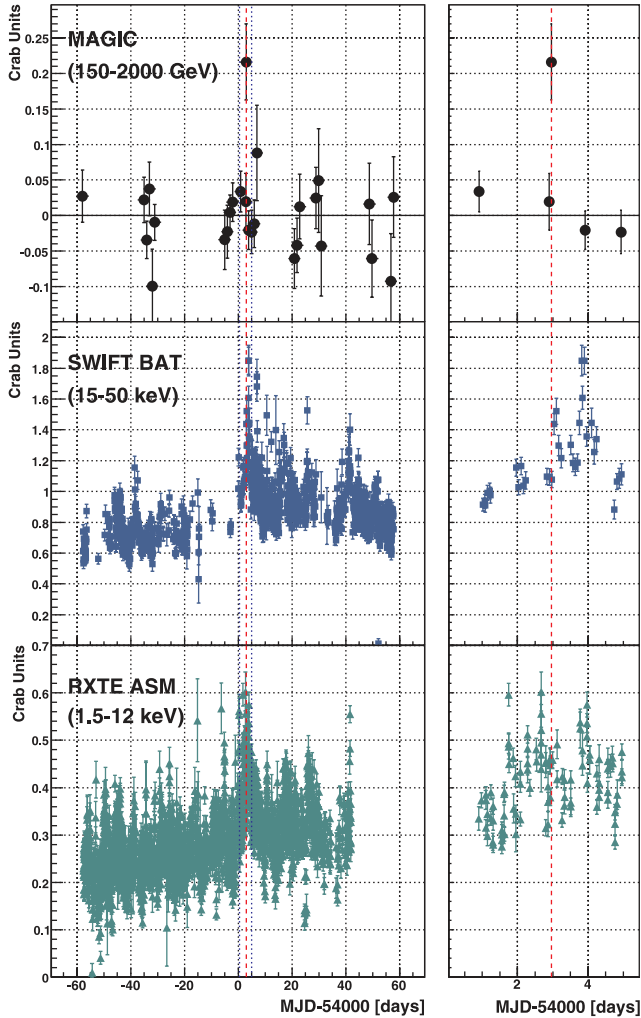 Crab Units
MAGIC
(150-2000 GeV)
0.25
0.2
0.15
0.1
0.05
0
-0.05
-0.1
Crab Units
SWIFT BAT
(15-50 keV)
2
1.8
1.6
1.4
1.2
1
0.8
0.6
0.4
0.2
0
Crab Units
RXTE ASM
(1.5-12 keV)
0.7
0.6
0.5
0.4
0.3
0.2
0.1
0
-60 -40 -20 0 20 40 60
MJD-54000 [days]
2 4
MJD-54000 [days]